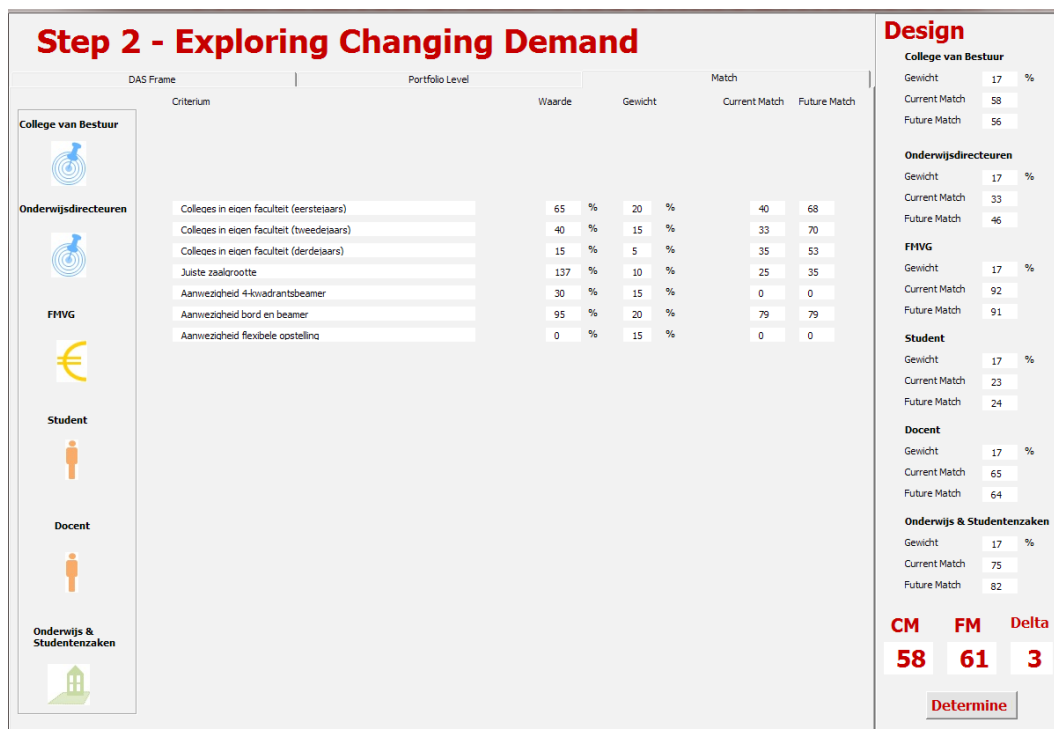 Step 2 - Exploring Changing Demand
DAS Frame | Portfolio Level | Match
Criterium Waarde Gewicht Current Match Future Match
College van Bestuur
Onderwijsdirecteuren
FMVG
Student
Docent
Onderwijs &
Studentenzaken
Colleges in eigen faculteit (eerstejaars) 65 % 20 % 40 68
Colleges in eigen faculteit (tweedejaars) 40 % 15 % 33 70
Colleges in eigen faculteit (derdejaars) 15 % 5 % 35 53
Juiste zaalgrootte 137 % 10 % 25 35
Aanwezigheid 4-kwadrantsbeamer 30 % 15 % 0 0
Aanwezigheid bord en beamer 95 % 20 % 79 79
Aanwezigheid flexibele opstelling 0 % 15 % 0 0
Design
College van Bestuur
Gewicht 17 %
Current Match 58
Future Match 56
Onderwijsdirecteuren
Gewicht 17 %
Current Match 33
Future Match 46
FMVG
Gewicht 17 %
Current Match 92
Future Match 91
Student
Gewicht 17 %
Current Match 23
Future Match 24
Docent
Gewicht 17 %
Current Match 65
Future Match 64
Onderwijs & Studentenzaken
Gewicht 17 %
Current Match 75
Future Match 82
CM FM Delta
58 61 3
Determine